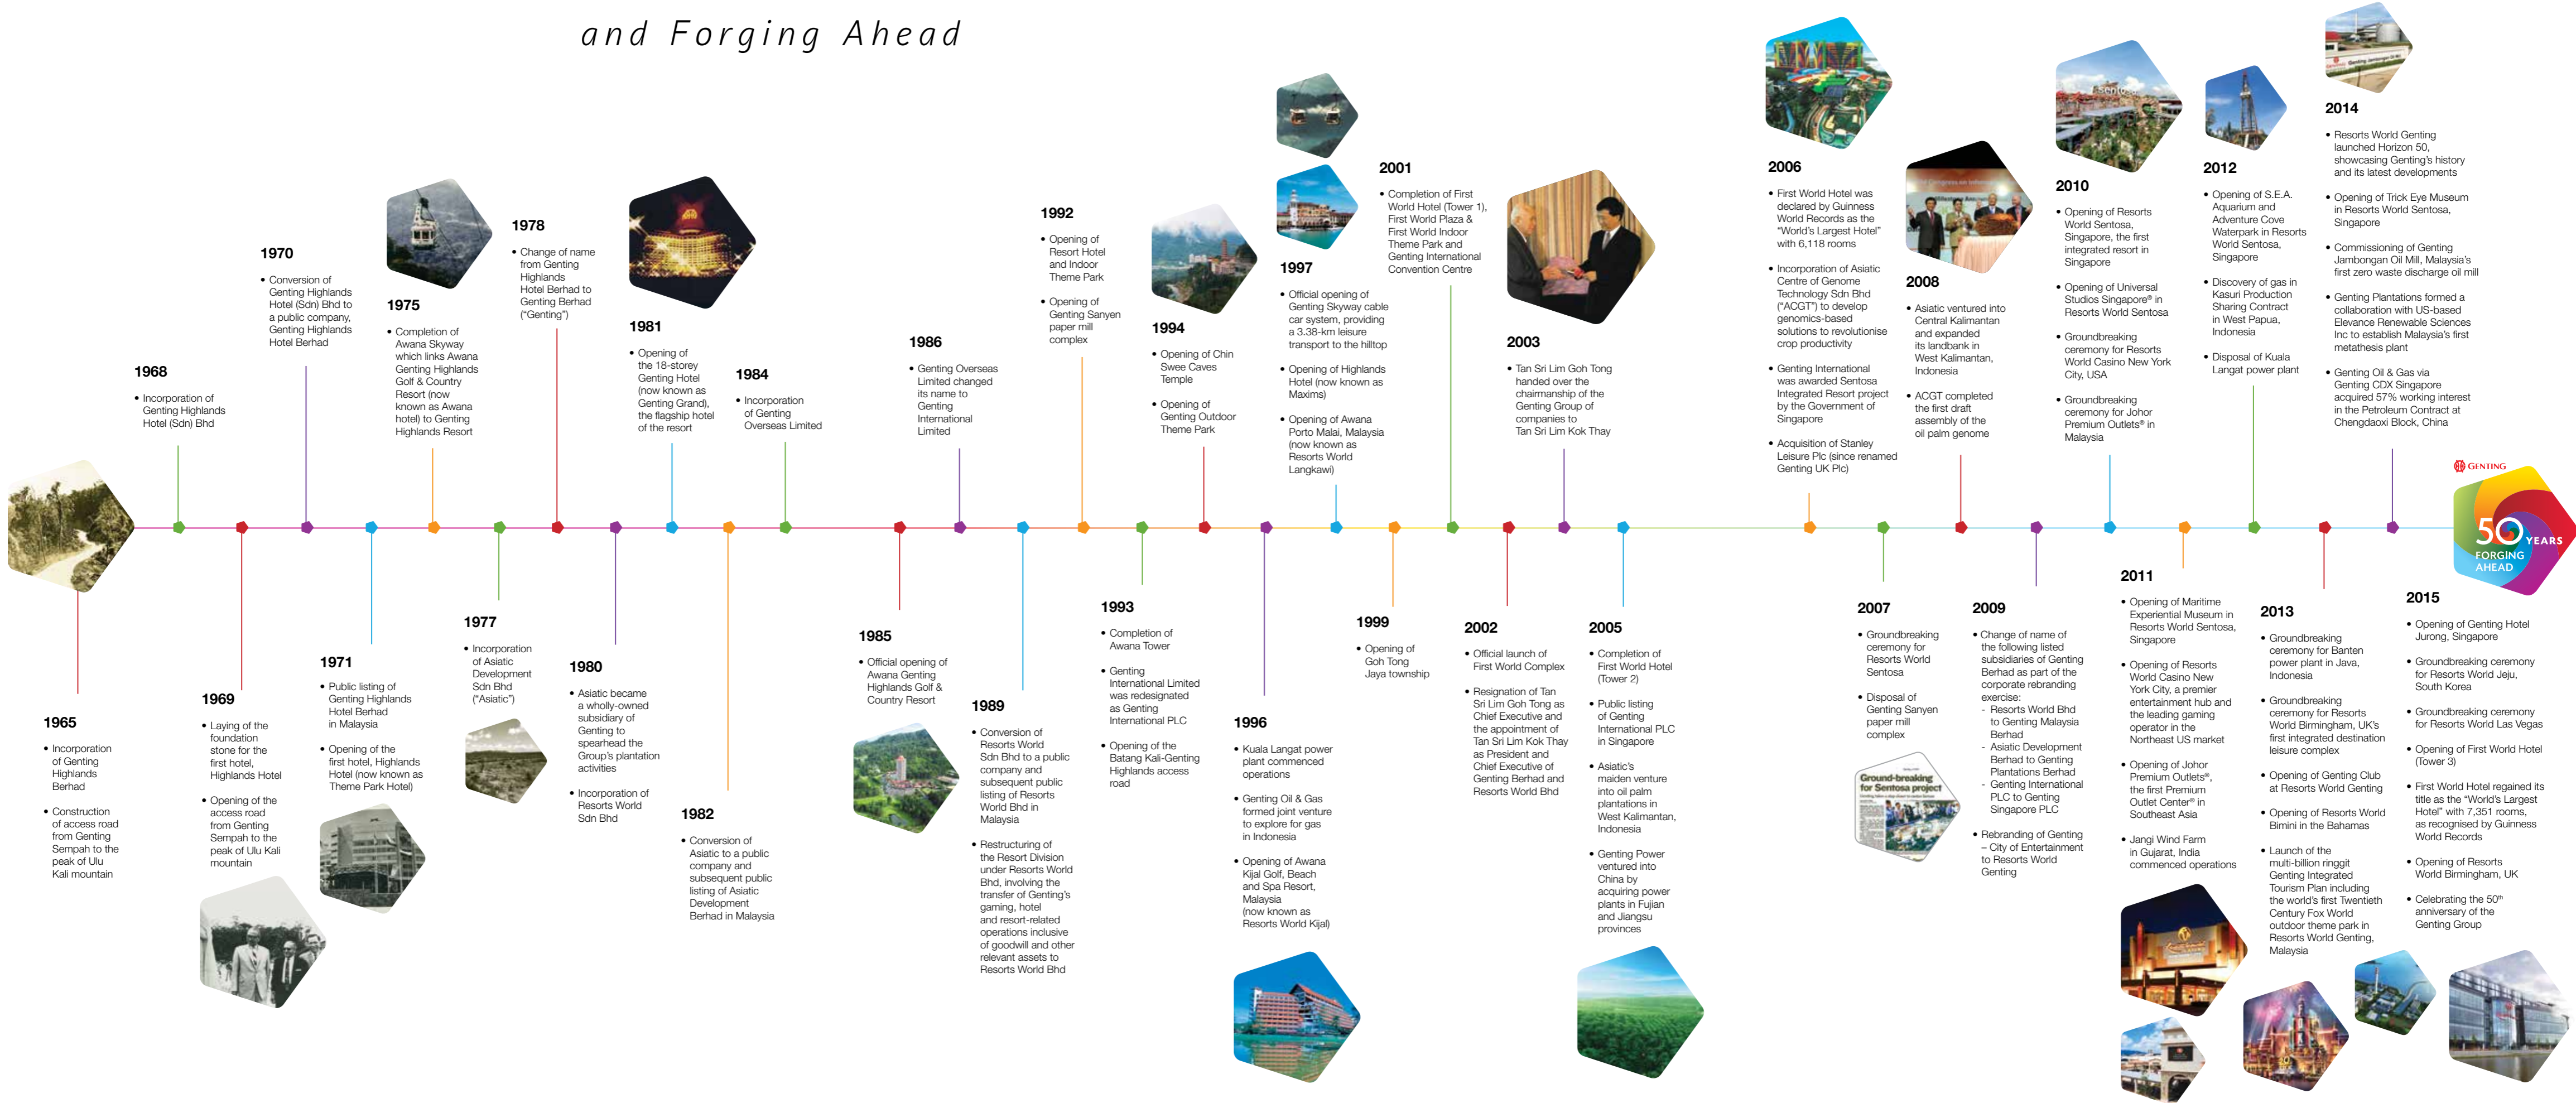 and Forging Ahead
1965
• Incorporation
of Genting
Highlands
Berhad
• Construction
of access road
from Genting
Sempah to the
peak of Ulu
Kali mountain
1968
• Incorporation of
Genting Highlands
Hotel (Sdn) Bhd
1969
• Laying of the
foundation
stone for the
first hotel,
Highlands Hotel
• Opening of the
access road
from Genting
Sempah to the
peak of Ulu Kali
mountain
1970
• Conversion of
Genting Highlands
Hotel (Sdn) Bhd to
a public company,
Genting Highlands
Hotel Berhad
1971
• Public listing of
Genting Highlands
Hotel Berhad
in Malaysia
• Opening of the
first hotel, Highlands
Hotel (now known as
Theme Park Hotel)
1975
• Completion of
Awana Skyway
which links Awana
Genting Highlands
Golf & Country
Resort (now
known as Awana
hotel) to Genting
Highlands Resort
1977
• Incorporation
of Asiatic
Development
Sdn Bhd
("Asiatic")
1978
• Change of name
from Genting
Highlands
Hotel Berhad to
Genting Berhad
("Genting")
1980
• Asiatic became
a wholly-owned
subsidiary of
Genting to
spearhead the
Group's plantation
activities
• Incorporation of
Resorts World
Sdn Bhd
1981
• Opening of
the 18-storey
Genting Hotel
(now known as
Genting Grand),
the flagship hotel
of the resort
1982
• Conversion of
Asiatic to a public
company and
subsequent public
listing of Asiatic
Development
Berhad in Malaysia
1984
• Incorporation
of Genting
Overseas Limited
1985
• Official opening of
Awana Genting
Highlands Golf &
Country Resort
1986
• Genting Overseas
Limited changed
its name to
Genting
International
Limited
1989
• Conversion of
Resorts World
Sdn Bhd to a public
company and
subsequent public
listing of Resorts
World Bhd in
Malaysia
• Restructuring of
the Resort Division
under Resorts World
Bhd, involving the
transfer of Genting's
gaming, hotel
and resort-related
operations inclusive
of goodwill and other
relevant assets to
Resorts World Bhd
1992
• Opening of
Resort Hotel
and Indoor
Theme Park
• Opening of
Genting Sanyen
paper mill
complex
1993
• Completion of
Awana Tower
• Genting
International Limited
was redesignated
as Genting
International PLC
• Opening of the
Batang Kali-Genting
Highlands access
road
1994
• Opening of Chin
Swee Caves
Temple
• Opening of
Genting Outdoor
Theme Park
1996
• Kuala Langat power
plant commenced
operations
• Genting Oil & Gas
formed joint venture
to explore for gas
in Indonesia
• Opening of Awana
Kijal Golf, Beach
and Spa Resort,
Malaysia
(now known as
Resorts World Kijal)
1997
• Official opening of
Genting Skyway cable
car system, providing
a 3.38-km leisure
transport to the hilltop
• Opening of Highlands
Hotel (now known as
Maxims)
• Opening of Awana
Porto Malai, Malaysia
(now known as
Resorts World
Langkawi)
1999
• Opening of
Goh Tong
Jaya township
2001
• Completion of First
World Hotel (Tower 1),
First World Plaza &
First World Indoor
Theme Park and
Genting International
Convention Centre
2002
• Official launch of
First World Complex
• Resignation of Tan
Sri Lim Goh Tong as
Chief Executive and
the appointment of
Tan Sri Lim Kok Thay
as President and
Chief Executive of
Genting Berhad and
Resorts World Bhd
2003
• Tan Sri Lim Goh Tong
handed over the
chairmanship of the
Genting Group of
companies to
Tan Sri Lim Kok Thay
2005
• Completion of
First World Hotel
(Tower 2)
• Public listing
of Genting
International PLC
in Singapore
• Asiatic's
maiden venture
into oil palm
plantations in
West Kalimantan,
Indonesia
• Genting Power
ventured into
China by
acquiring power
plants in Fujian
and Jiangsu
provinces
2006
• First World Hotel was
declared by Guinness
World Records as the
"World's Largest Hotel"
with 6,118 rooms
• Incorporation of Asiatic
Centre of Genome
Technology Sdn Bhd
("ACGT") to develop
genomics-based
solutions to revolutionise
crop productivity
• Genting International
was awarded Sentosa
Integrated Resort project
by the Government of
Singapore
• Acquisition of Stanley
Leisure Plc (since renamed
Genting UK Plc)
2007
• Groundbreaking
ceremony for
Resorts World
Sentosa
• Disposal of
Genting Sanyen
paper mill
complex
Ground-breaking
for Sentosa project
2008
• Asiatic ventured into
Central Kalimantan
and expanded
its landbank in
West Kalimantan,
Indonesia
• ACGT completed
the first draft
assembly of the
oil palm genome
2009
• Change of name of
the following listed
subsidiaries of Genting
Berhad as part of the
corporate rebranding
exercise:
- Resorts World Bhd
to Genting Malaysia
Berhad
- Asiatic Development
Berhad to Genting
Plantations Berhad
- Genting International
PLC to Genting
Singapore PLC
• Rebranding of Genting
– City of Entertainment
to Resorts World
Genting
sentosa
2010
• Opening of Resorts
World Sentosa,
Singapore, the first
integrated resort in
Singapore
• Opening of Universal
Studios Singapore® in
Resorts World Sentosa
• Groundbreaking
ceremony for Resorts
World Casino New York
City, USA
• Groundbreaking
ceremony for Johor
Premium Outlets® in
Malaysia
2011
• Opening of Maritime
Experiential Museum in
Resorts World Sentosa,
Singapore
• Opening of Resorts
World Casino New
York City, a premier
entertainment hub and
the leading gaming
operator in the
Northeast US market
• Opening of Johor
Premium Outlets®,
the first Premium
Outlet Center® in
Southeast Asia
• Jangi Wind Farm
in Gujarat, India
commenced operations
2012
• Opening of S.E.A.
Aquarium and
Adventure Cove
Waterpark in Resorts
World Sentosa,
Singapore
• Discovery of gas in
Kasuri Production
Sharing Contract
in West Papua,
Indonesia
• Disposal of Kuala
Langat power plant
2013
• Groundbreaking
ceremony for Banten
power plant in Java,
Indonesia
• Groundbreaking
ceremony for Resorts
World Birmingham, UK's
first integrated destination
leisure complex
• Opening of Genting Club
at Resorts World Genting
• Opening of Resorts World
Bimini in the Bahamas
• Launch of the
multi-billion ringgit
Genting Integrated
Tourism Plan including
the world's first Twentieth
Century Fox World
outdoor theme park in
Resorts World Genting,
Malaysia
2014
• Resorts World Genting
launched Horizon 50,
showcasing Genting's history
and its latest developments
• Opening of Trick Eye Museum
in Resorts World Sentosa,
Singapore
• Commissioning of Genting
Jambongan Oil Mill, Malaysia's
first zero waste discharge oil mill
• Genting Plantations formed a
collaboration with US-based
Elevance Renewable Sciences
Inc to establish Malaysia's first
metathesis plant
• Genting Oil & Gas via
Genting CDX Singapore
acquired 57% working interest
in the Petroleum Contract at
Chengdaoxi Block, China
2015
• Opening of Genting Hotel
Jurong, Singapore
• Groundbreaking ceremony
for Resorts World Jeju,
South Korea
• Groundbreaking ceremony
for Resorts World Las Vegas
• Opening of First World Hotel
(Tower 3)
• First World Hotel regained its
title as the "World's Largest
Hotel" with 7,351 rooms,
as recognised by Guinness
World Records
• Opening of Resorts
World Birmingham, UK
• Celebrating the 50th
anniversary of the
Genting Group
GENTING
50 YEARS
FORGING
AHEAD